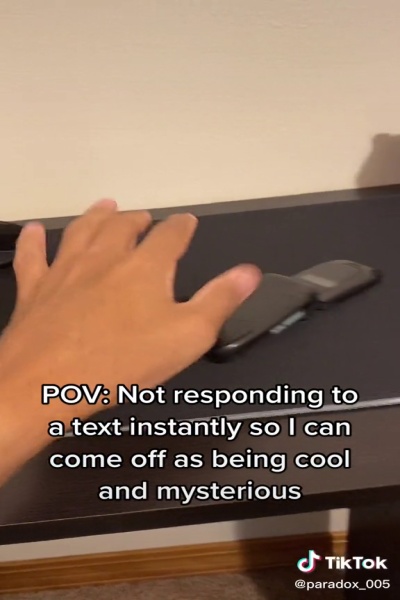 POV: Not responding to
a text instantly so I can
come off as being cool
and mysterious
TikTok
@paradox_005